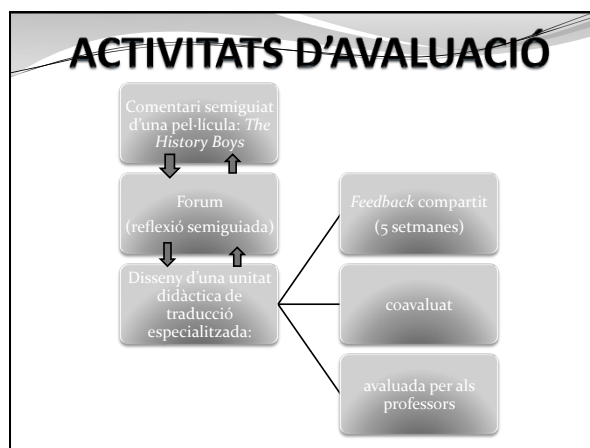 ACTIVITATS D'AVALUACIÓ
Comentari semiguiat
d'una pel·lícula: The
History Boys
Forum
(reflexió semiguiada)
Disseny d'una unitat
didàctica de
traducció
especialitzada:
Feedback compartit
(5 setmanes)
coavaluat
avaluada per als
professors